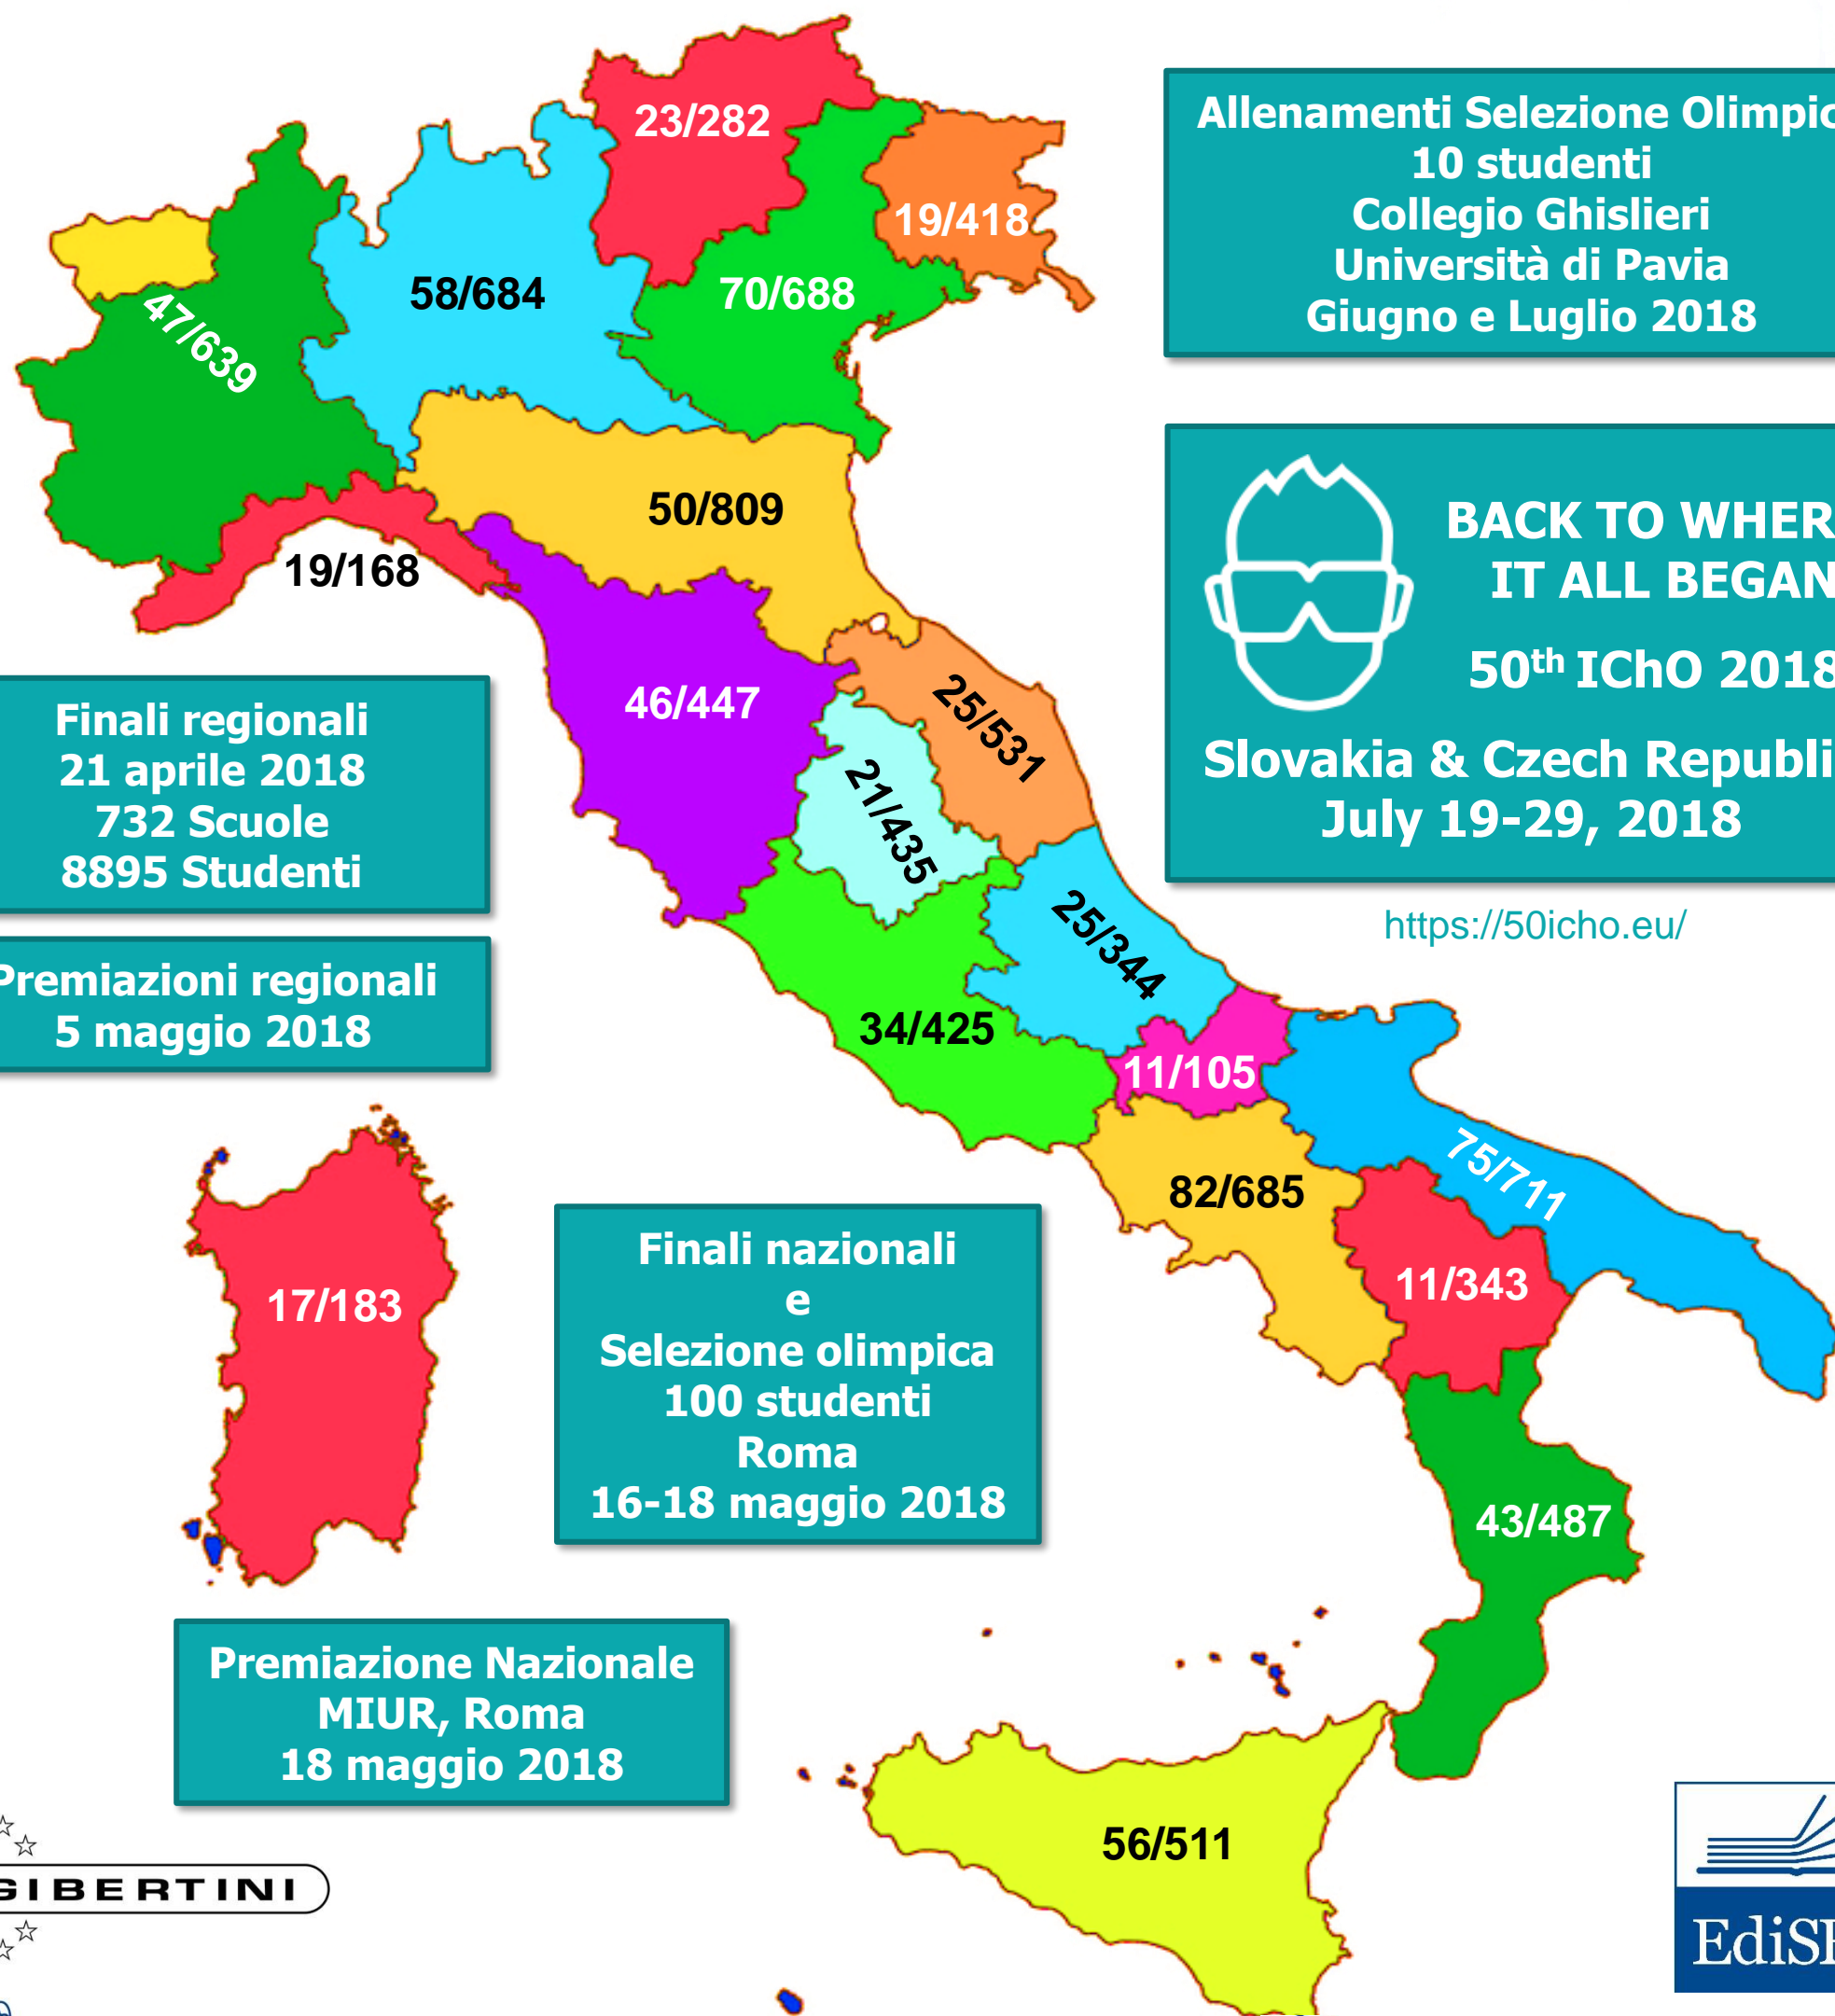 23/282
19/418
58/684
70/688
47/639
50/809
19/168
46/447
25/531
21/435
25/344
34/425
11/105
75/711
82/685
11/343
17/183
43/487
56/511
Allenamenti Selezione
10 studenti
Collegio Ghislieri
Università di Pavia
Giugno e Luglio 2018
BACK TO
IT ALL BEGAN
50th IChO 2018
Slovakia & Czech
July 19-29, 2018
https://50icho.eu/
Finali regionali
21 aprile 2018
732 Scuole
8895 Studenti
Premiazioni regionali
5 maggio 2018
Finali nazionali
e
Selezione olimpica
100 studenti
Roma
16-18 maggio 2018
Premiazione Nazionale
MIUR, Roma
18 maggio 2018
GIBERTINI